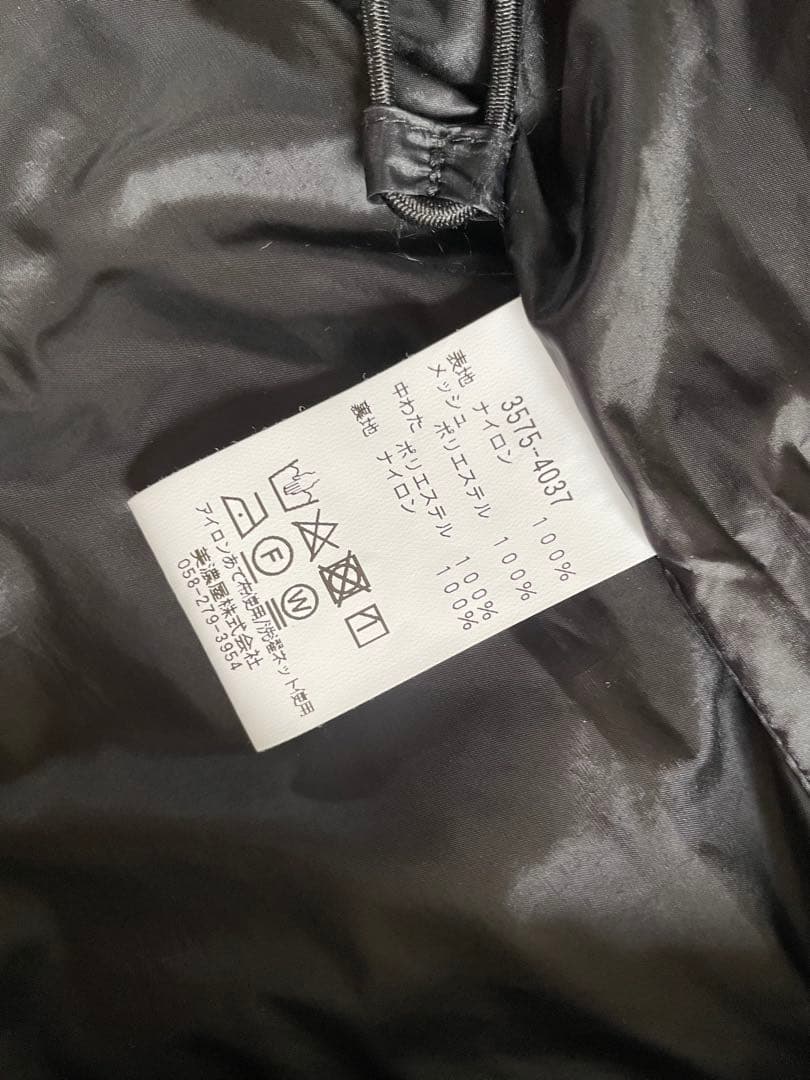 3575-4037
表地 ナイロン 100%
メッシュ ポリエステル 100%
中わた ポリエステル 100%
裏地 ナイロン 100%
F W
アイロンあて布使用/洗濯ネット使用
美濃屋株式会社
058-279-3954